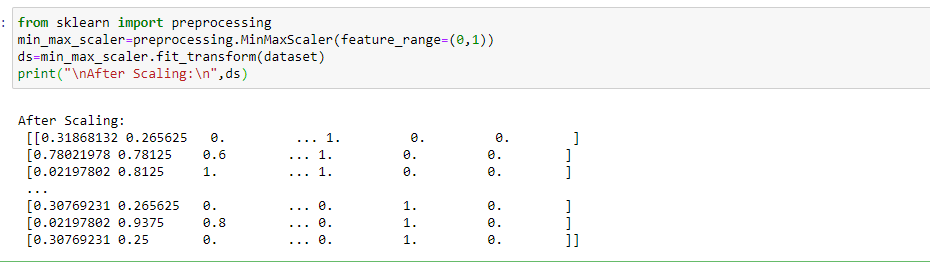 : from sklearn import preprocessing
min_max_scaler=preprocessing.MinMaxScaler(feature_range=(0,1))
ds=min_max_scaler.fit_transform(dataset)
print("\nAfter Scaling:\n",ds)
After Scaling:
[[0.31868132 0.265625 0. ... 1. 0. 0. ]
[0.78021978 0.78125 0.6 ... 1. 0. 0. ]
[0.02197802 0.8125 1. ... 1. 0. 0. ]
...
[0.30769231 0.265625 0. ... 0. 1. 0. ]
[0.02197802 0.9375 0.8 ... 0. 1. 0. ]
[0.30769231 0.25 0. ... 0. 1. 0. ]]